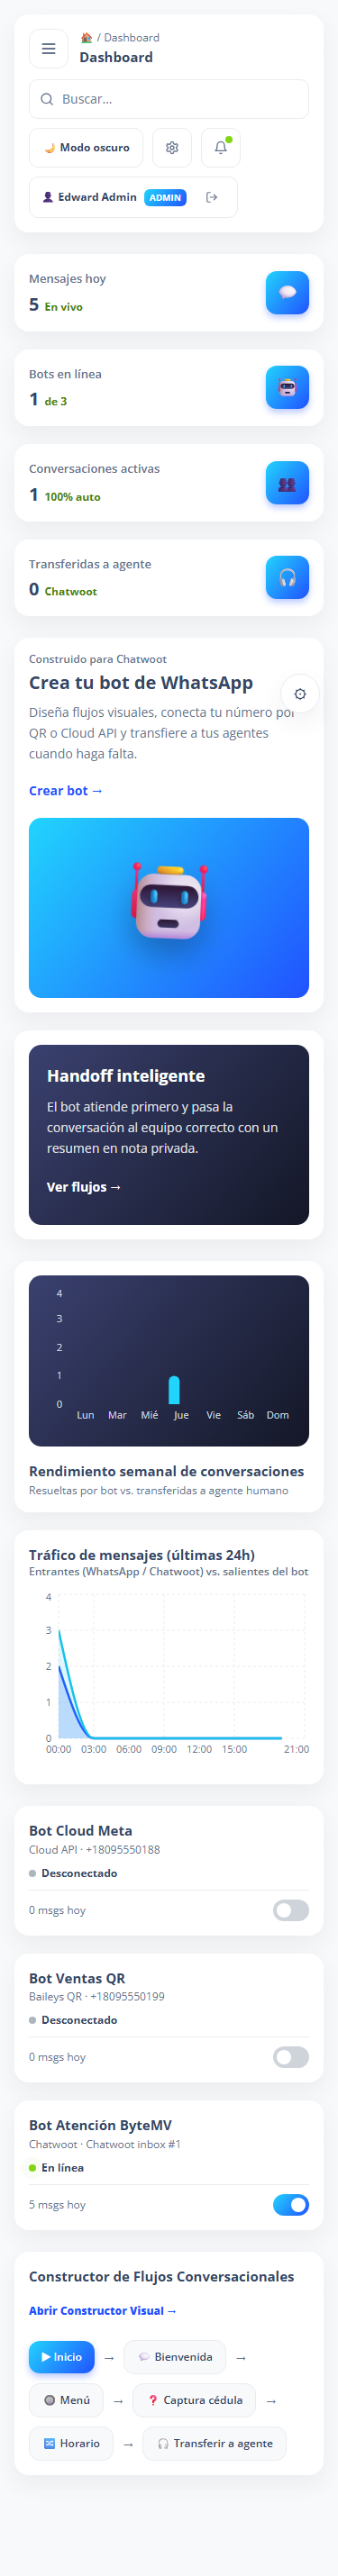 / Dashboard
Dashboard
Buscar...
Modo oscuro
Edward Admin ADMIN
Mensajes hoy
5 En vivo
Bots en línea
1 de 3
Conversaciones activas
1 100% auto
Transferidas a agente
0 Chatwoot
Construido para Chatwoot
Crea tu bot de WhatsApp
Diseña flujos visuales, conecta tu número por
QR o Cloud API y transfiere a tus agentes
cuando haga falta.
Crear bot →
Handoff inteligente
El bot atiende primero y pasa la
conversación al equipo correcto con un
resumen en nota privada.
Ver flujos →
4
3
2
1
0
Lun Mar Mié Jue Vie Sáb Dom
Rendimiento semanal de conversaciones
Resueltas por bot vs. transferidas a agente humano
Tráfico de mensajes (últimas 24h)
Entrantes (WhatsApp / Chatwoot) vs. salientes del bot
4
3
2
1
0
00:00 03:00 06:00 09:00 12:00 15:00 21:00
Bot Cloud Meta
Cloud API · +18095550188
Desconectado
0 msgs hoy
Bot Ventas QR
Baileys QR · +18095550199
Desconectado
0 msgs hoy
Bot Atención ByteMV
Chatwoot · Chatwoot inbox #1
En línea
5 msgs hoy
Constructor de Flujos Conversacionales
Abrir Constructor Visual →
▶ Inicio → Bienvenida →
Menú → ❓ Captura cédula →
Horario → Transferir a agente